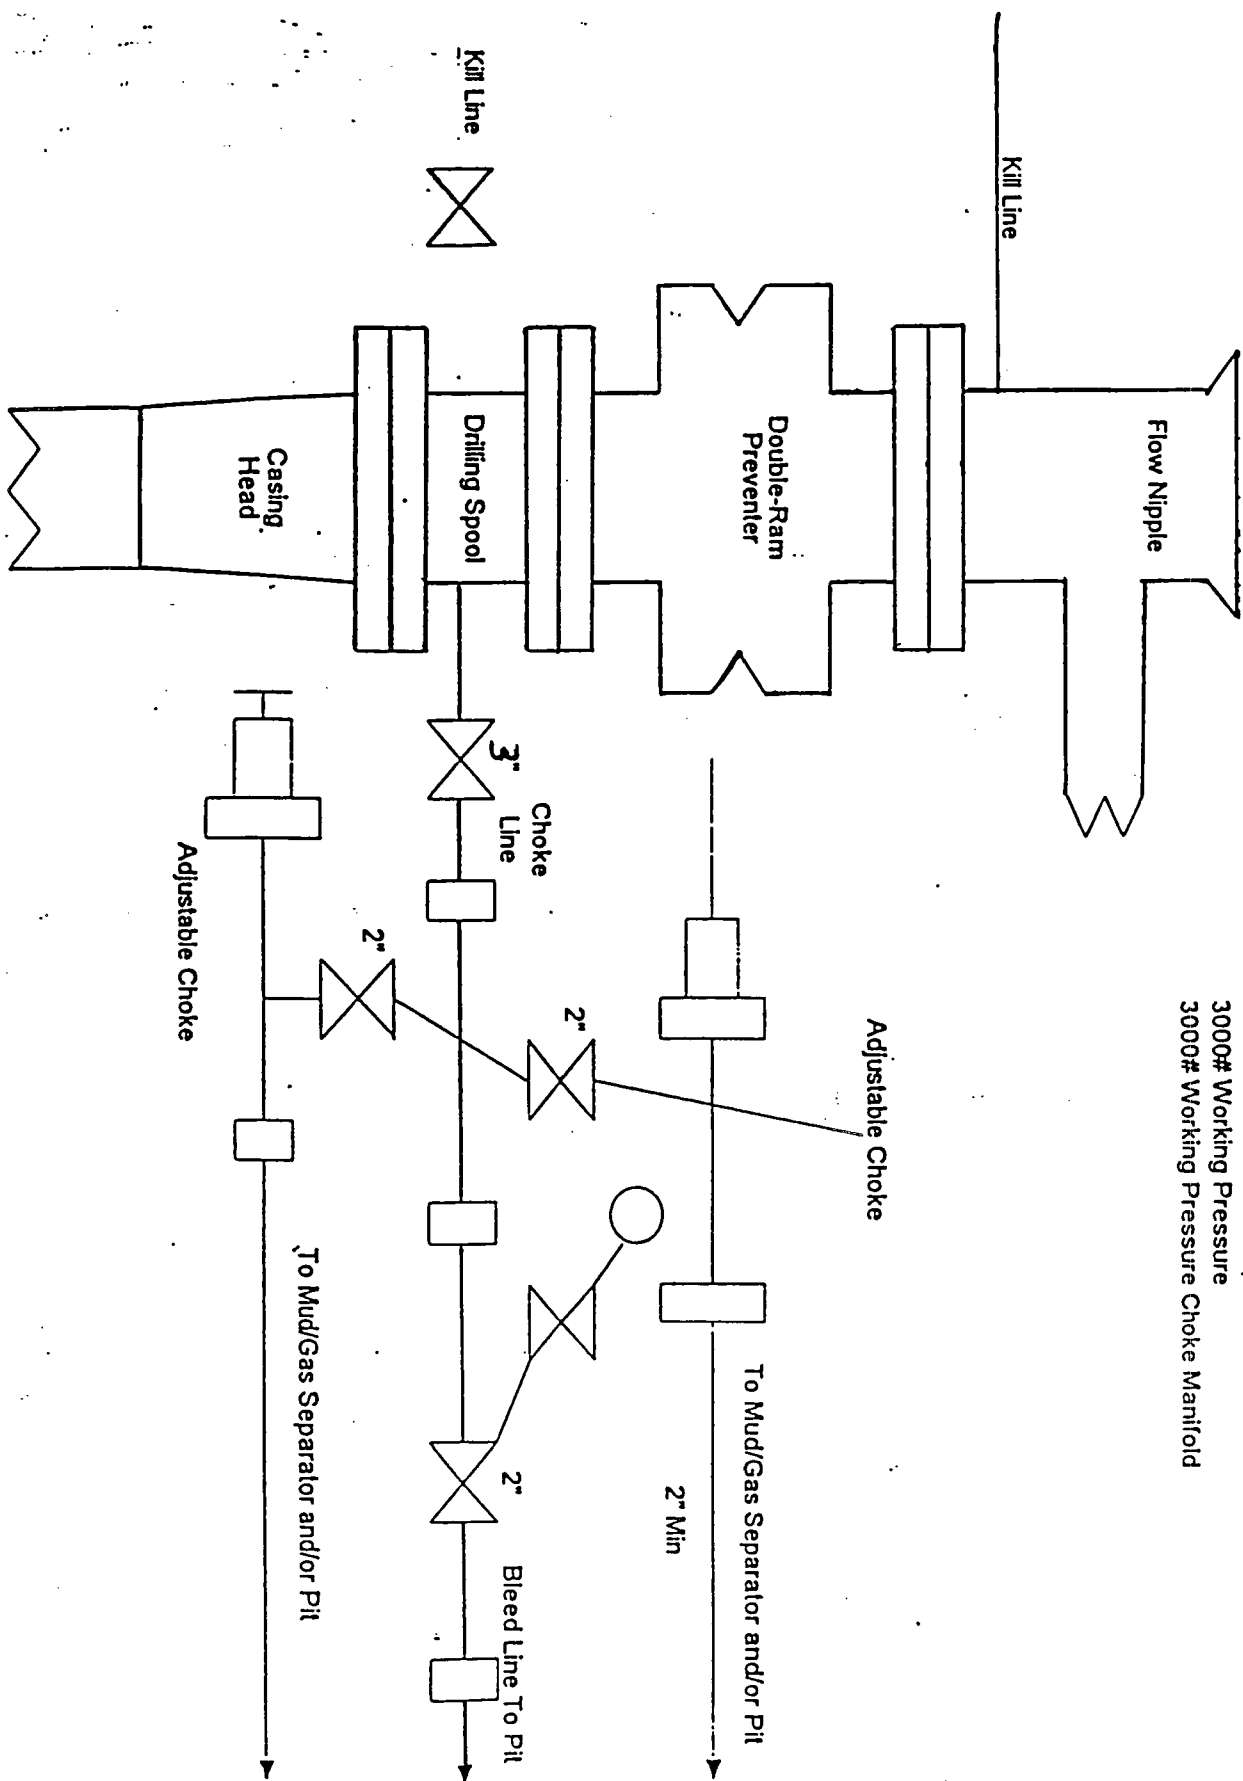 3000# Working Pressure
3000# Working Pressure Choke Manifold
Flow Nipple
Kill Line
Adjustable Choke
Double-Ram
Preventer
To Mud/Gas Separator and/or Pit
2" Min
2"
Kill Line
Drilling Spool
3"
Choke
Line
2"
Bleed Line To Pit
2"
Casing
Head
To Mud/Gas Separator and/or Pit
Adjustable Choke